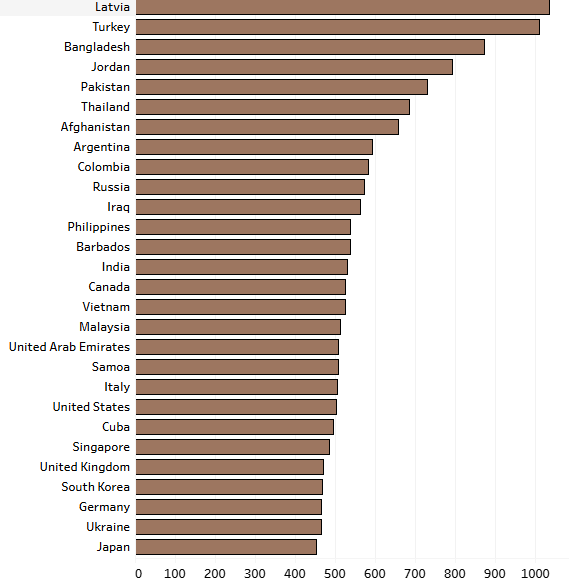 Latvia
Turkey
Bangladesh
Jordan
Pakistan
Thailand
Afghanistan
Argentina
Colombia
Russia
Iraq
Philippines
Barbados
India
Canada
Vietnam
Malaysia
United Arab Emirates
Samoa
Italy
United States
Cuba
Singapore
United Kingdom
South Korea
Germany
Ukraine
Japan
0 100 200 300 400 500 600 700 800 900 1000